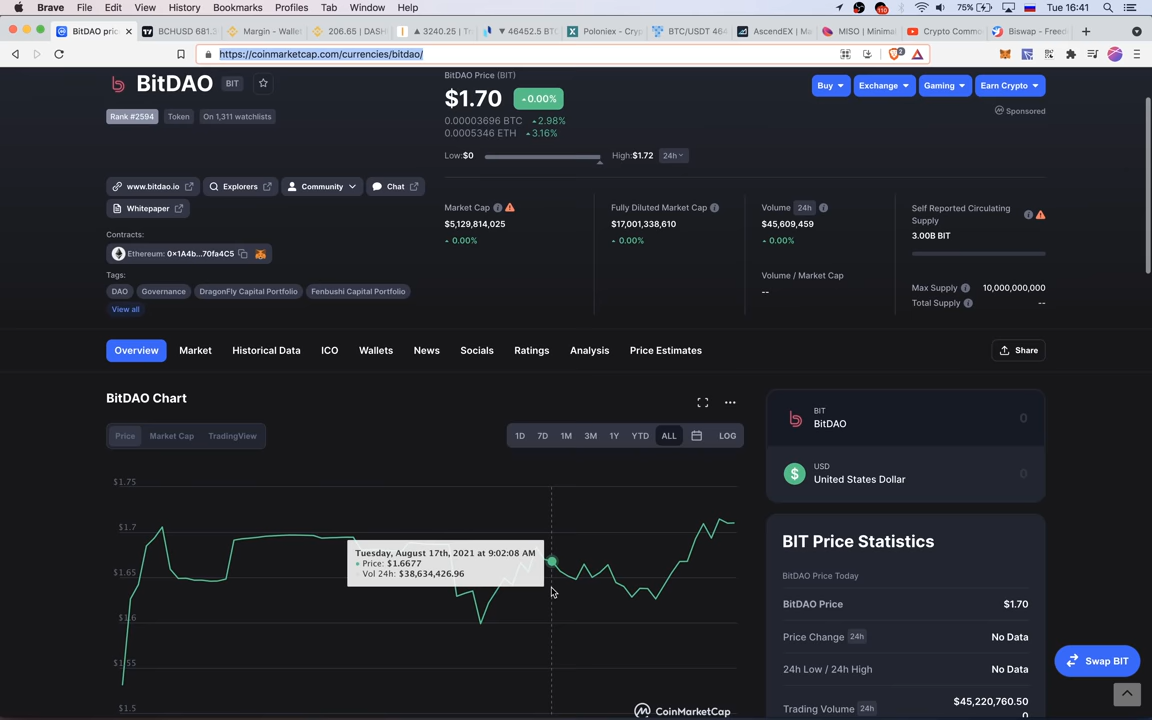 Brave File Edit View History Bookmarks Profiles Tab Window Help 110 75% Tue 16:41
BitDAO pric BCHUSD 681.3 Margin - Walle 206.65 | DASH ▲ 3240.25 | Tr ▼ 46452.5 BTC Poloniex - Cryp BTC/USDT 464 AscendEX | Ma MISO | Minimal Crypto Commo Biswap - Freed
https://coinmarketcap.com/currencies/bitdao/ 2
BitDAO BIT
Rank #2594 Token On 1,311 watchlists
www.bitdao.io Explorers Community Chat
Whitepaper
Contracts:
Ethereum: 0x1A4b...70fa4C5
Tags:
DAO Governance DragonFly Capital Portfolio Fenbushi Capital Portfolio
View all
BitDAO Price (BIT)
$1.70 0.00%
0.00003696 BTC 2.98%
0.0005346 ETH 3.16%
Low:$0 High:$1.72 24h
Buy Exchange Gaming Earn Crypto
Sponsored
Market Cap
$5,129,814,025
0.00%
Fully Diluted Market Cap
$17,001,338,610
0.00%
Volume 24h
$45,609,459
0.00%
Volume / Market Cap
--
Self Reported Circulating
Supply
3.00B BIT
Max Supply 10,000,000,000
Total Supply --
Overview Market Historical Data ICO Wallets News Socials Ratings Analysis Price Estimates Share
BitDAO Chart
Price Market Cap TradingView
1D 7D 1M 3M 1Y YTD ALL LOG
$1.75
$1.7
$1.65
$1.6
$1.55
$1.5
Tuesday, August 17th, 2021 at 9:02:08 AM
Price: $1.6677
Vol 24h: $38,634,426.96
CoinMarketCap
BIT
BitDAO 0
USD
United States Dollar 0
BIT Price Statistics
BitDAO Price Today
BitDAO Price $1.70
Price Change 24h No Data
24h Low / 24h High No Data
Trading Volume 24h $45,220,760.50
0
Swap BIT